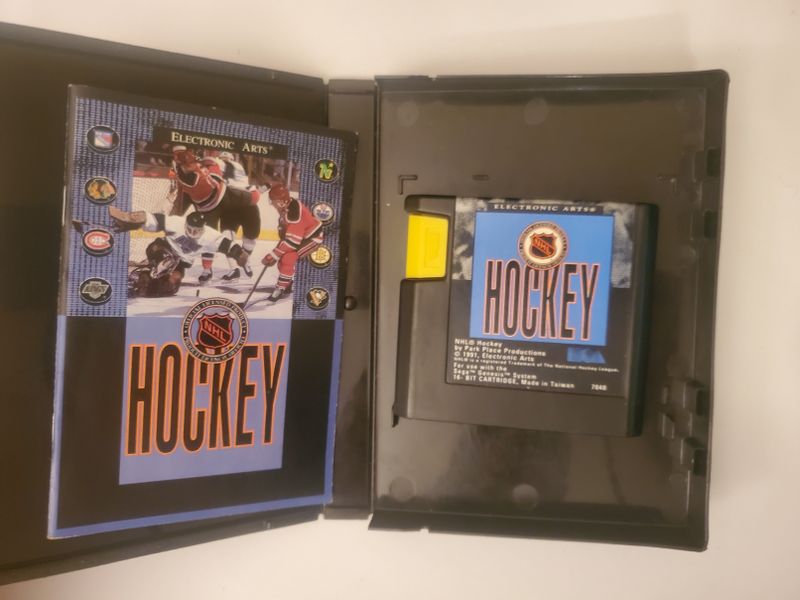 ELECTRONIC ARTS®
NHL
HOCKEY
KINGS
ELECTRONIC ARTS®
NHL
HOCKEY
NHL® Hockey
by Park Place Productions
© 1991, Electronic Arts
NHL® is a registered Trademark of The National Hockey League.
For use with the
Sega™ Genesis™ System
16- BIT CARTRIDGE, Made in Taiwan
7048
EA